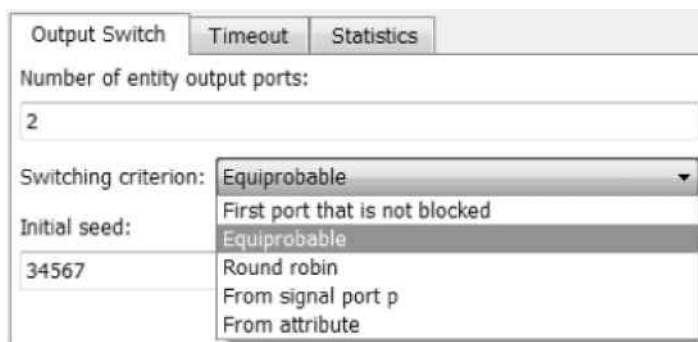 Output Switch Timeout Statistics
Number of entity output ports:
2
Switching criterion: Equiprobable
First port that is not blocked
Initial seed:
Equiprobable
34567
Round robin
From signal port p
From attribute